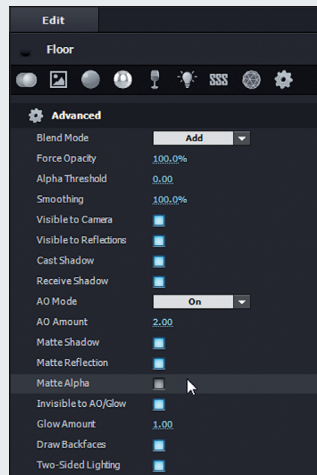 Edit
Floor
SSS
Advanced
Blend Mode Add
Force Opacity 100.0%
Alpha Threshold 0.00
Smoothing 100.0%
Visible to Camera
Visible to Reflections
Cast Shadow
Receive Shadow
AO Mode On
AO Amount 2.00
Matte Shadow
Matte Reflection
Matte Alpha
Invisible to AO/Glow
Glow Amount 1.00
Draw Backfaces
Two-Sided Lighting